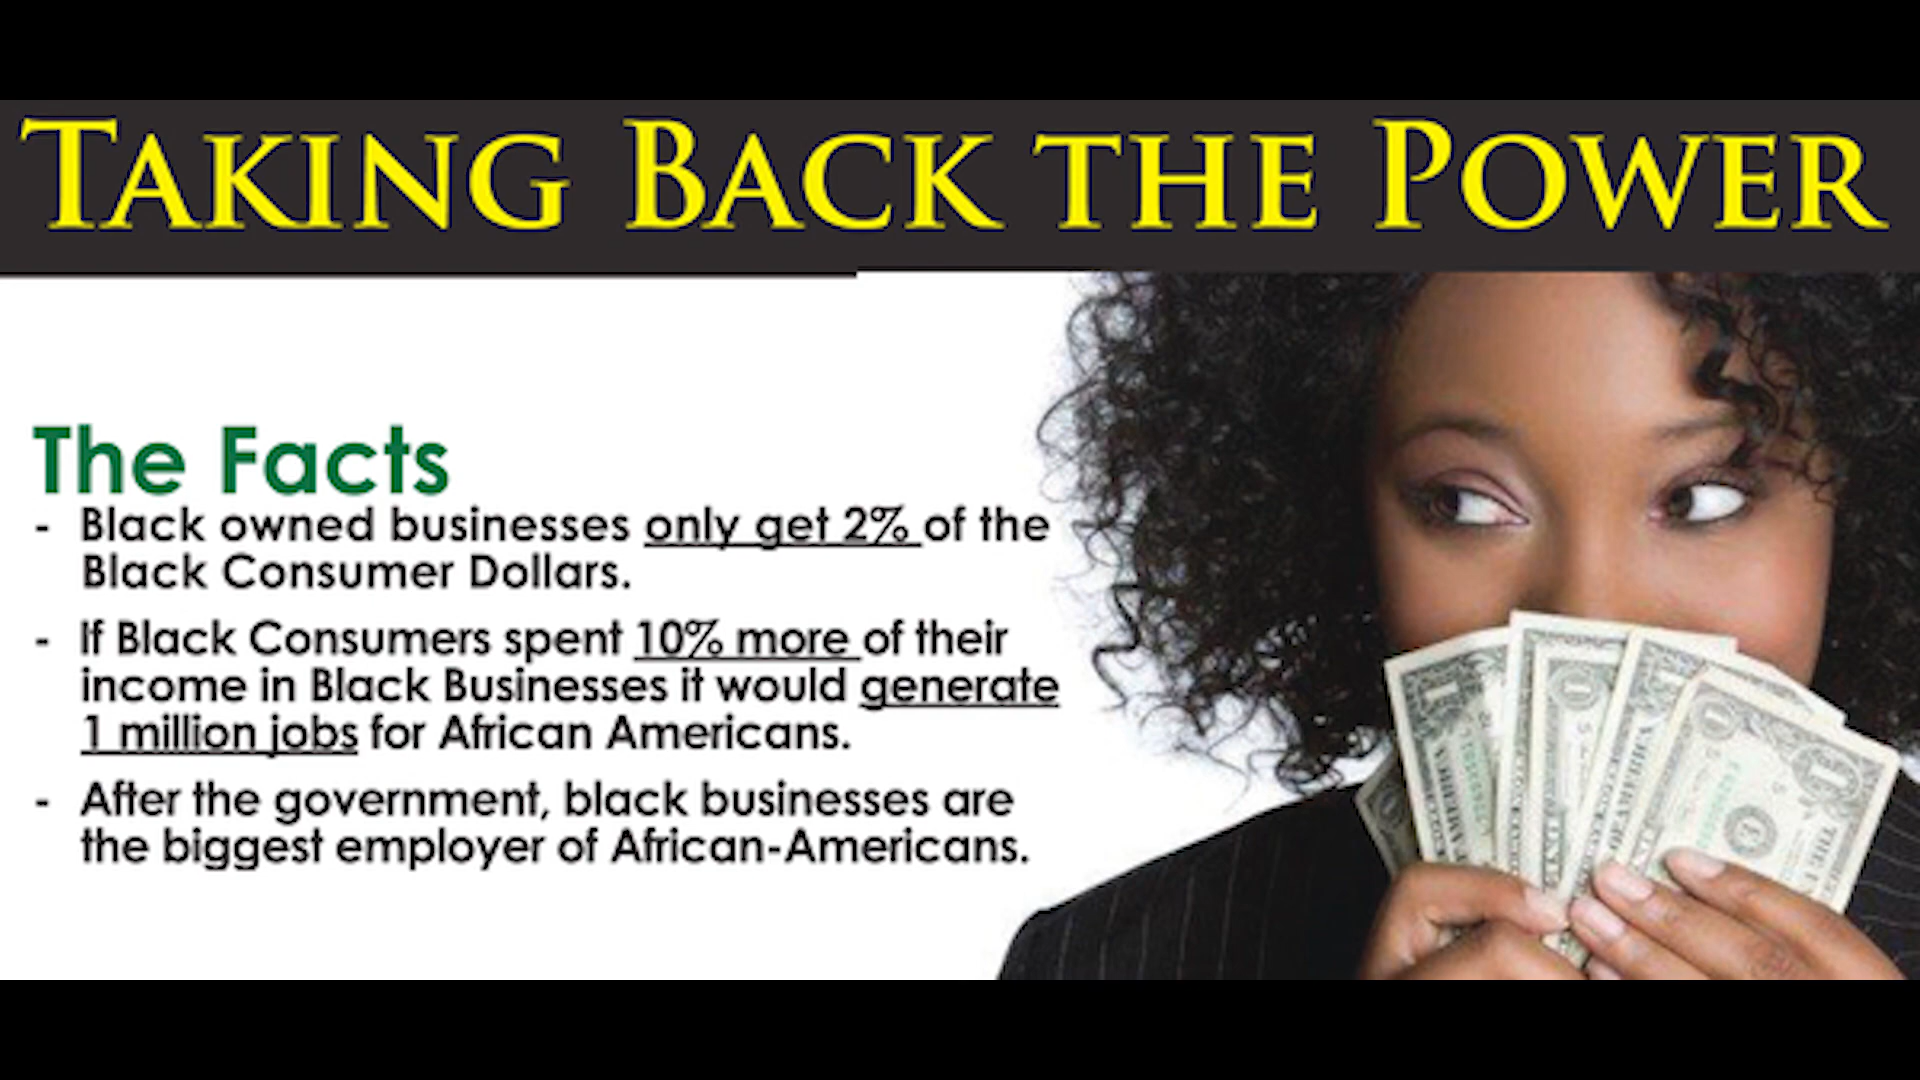 TAKING BACK THE POWER
The Facts
- Black owned businesses only get 2% of the
Black Consumer Dollars.
- If Black Consumers spent 10% more of their
income in Black Businesses it would generate
1 million jobs for African Americans.
- After the government, black businesses are
the biggest employer of African-Americans.